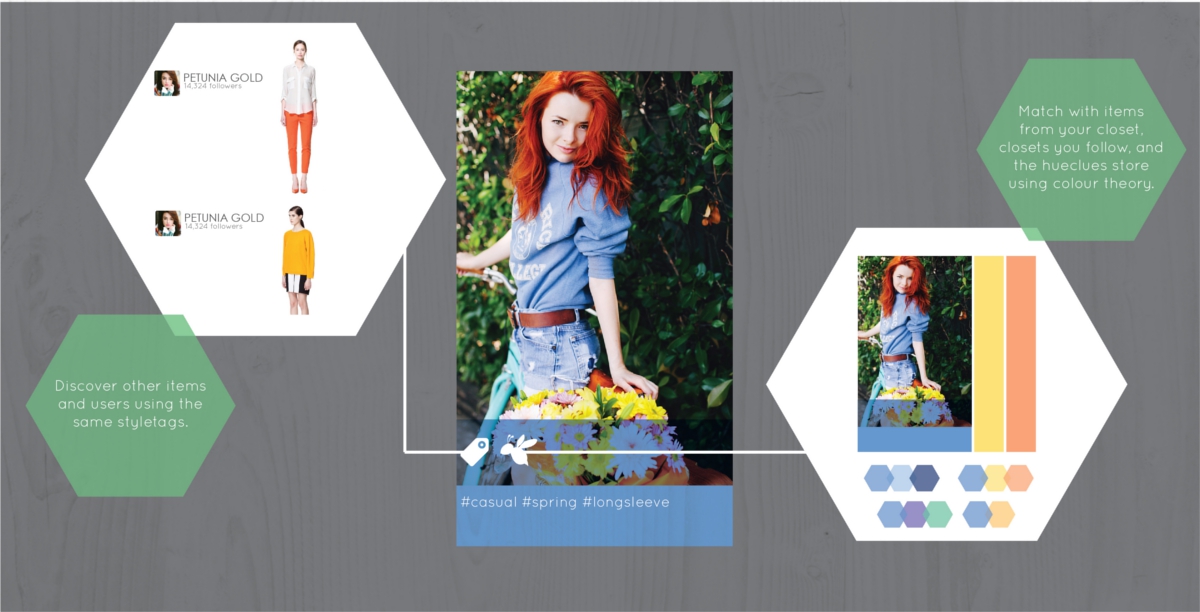 PETUNIA GOLD
14,324 followers
PETUNIA GOLD
14,324 followers
Discover other items
and users using the
same styletags.
LLEGE
#casual #spring #longsleeve
Match with items
from your closet,
closets you follow, and
the hueclues store
using colour theory.